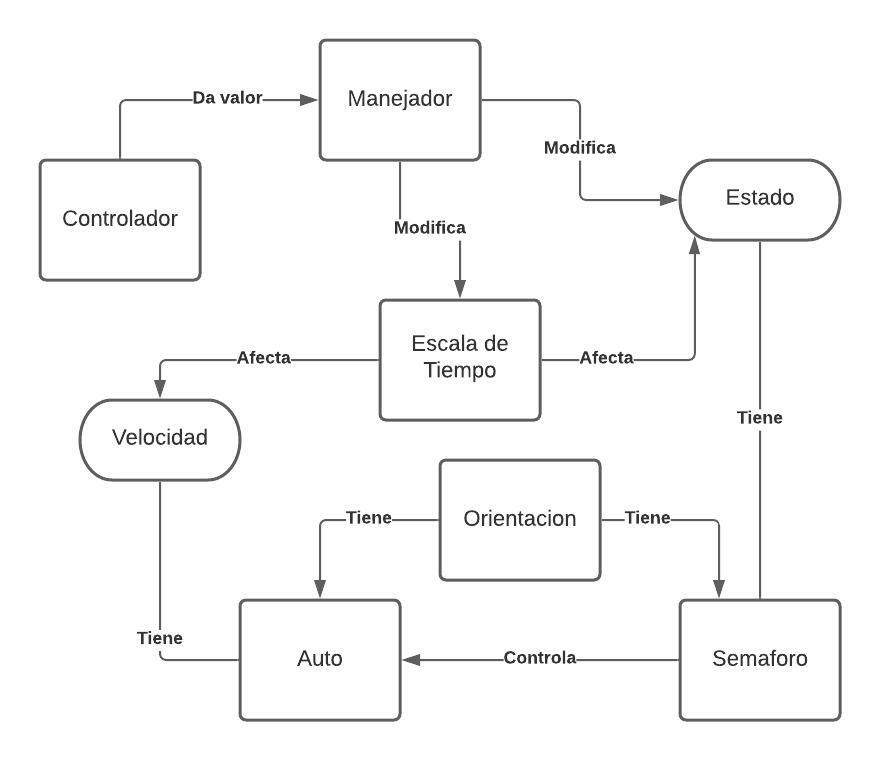 Da valor
Manejador
Modifica
Controlador
Estado
Modifica
Escala de
Tiempo
Afecta
Afecta
Velocidad
Tiene
Orientacion
Tiene
Tiene
Tiene
Auto
Controla
Semaforo